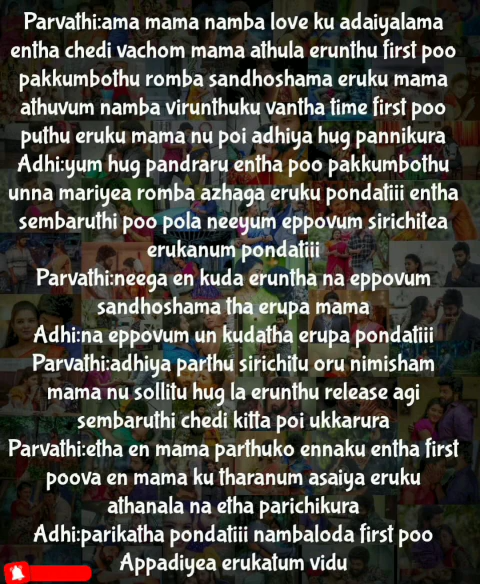 Parvathi:ama mama namba love ku adaiyalama
entha chedi vachom mama athula erunthu first poo
pakkumbothu romba sandhoshama eruku mama
athuvum namba virunthuku vantha time first poo
puthu eruku mama nu poi adhiya hug pannikura
Adhi:yum hug pandraru entha poo pakkumbothu
unna mariyea romba azhaga eruku pondatiii entha
sembaruthi poo pola neeyum eppovum sirichitea
erukanum pondatiii
Parvathi:neega en kuda eruntha na eppovum
sandhoshama tha erupa mama
Adhi:na eppovum un kudatha erupa pondatiii
Parvathi:adhiya parthu sirichitu oru nimisham
mama nu sollitu hug la erunthu release agi
sembaruthi chedi kitta poi ukkarura
Parvathi:etha en mama parthuko ennaku entha first
poova en mama ku tharanum asaiya eruku
athanala na etha parichikura
Adhi:parikatha pondatiii nambaloda first poo
Appadiyea erukatum vidu